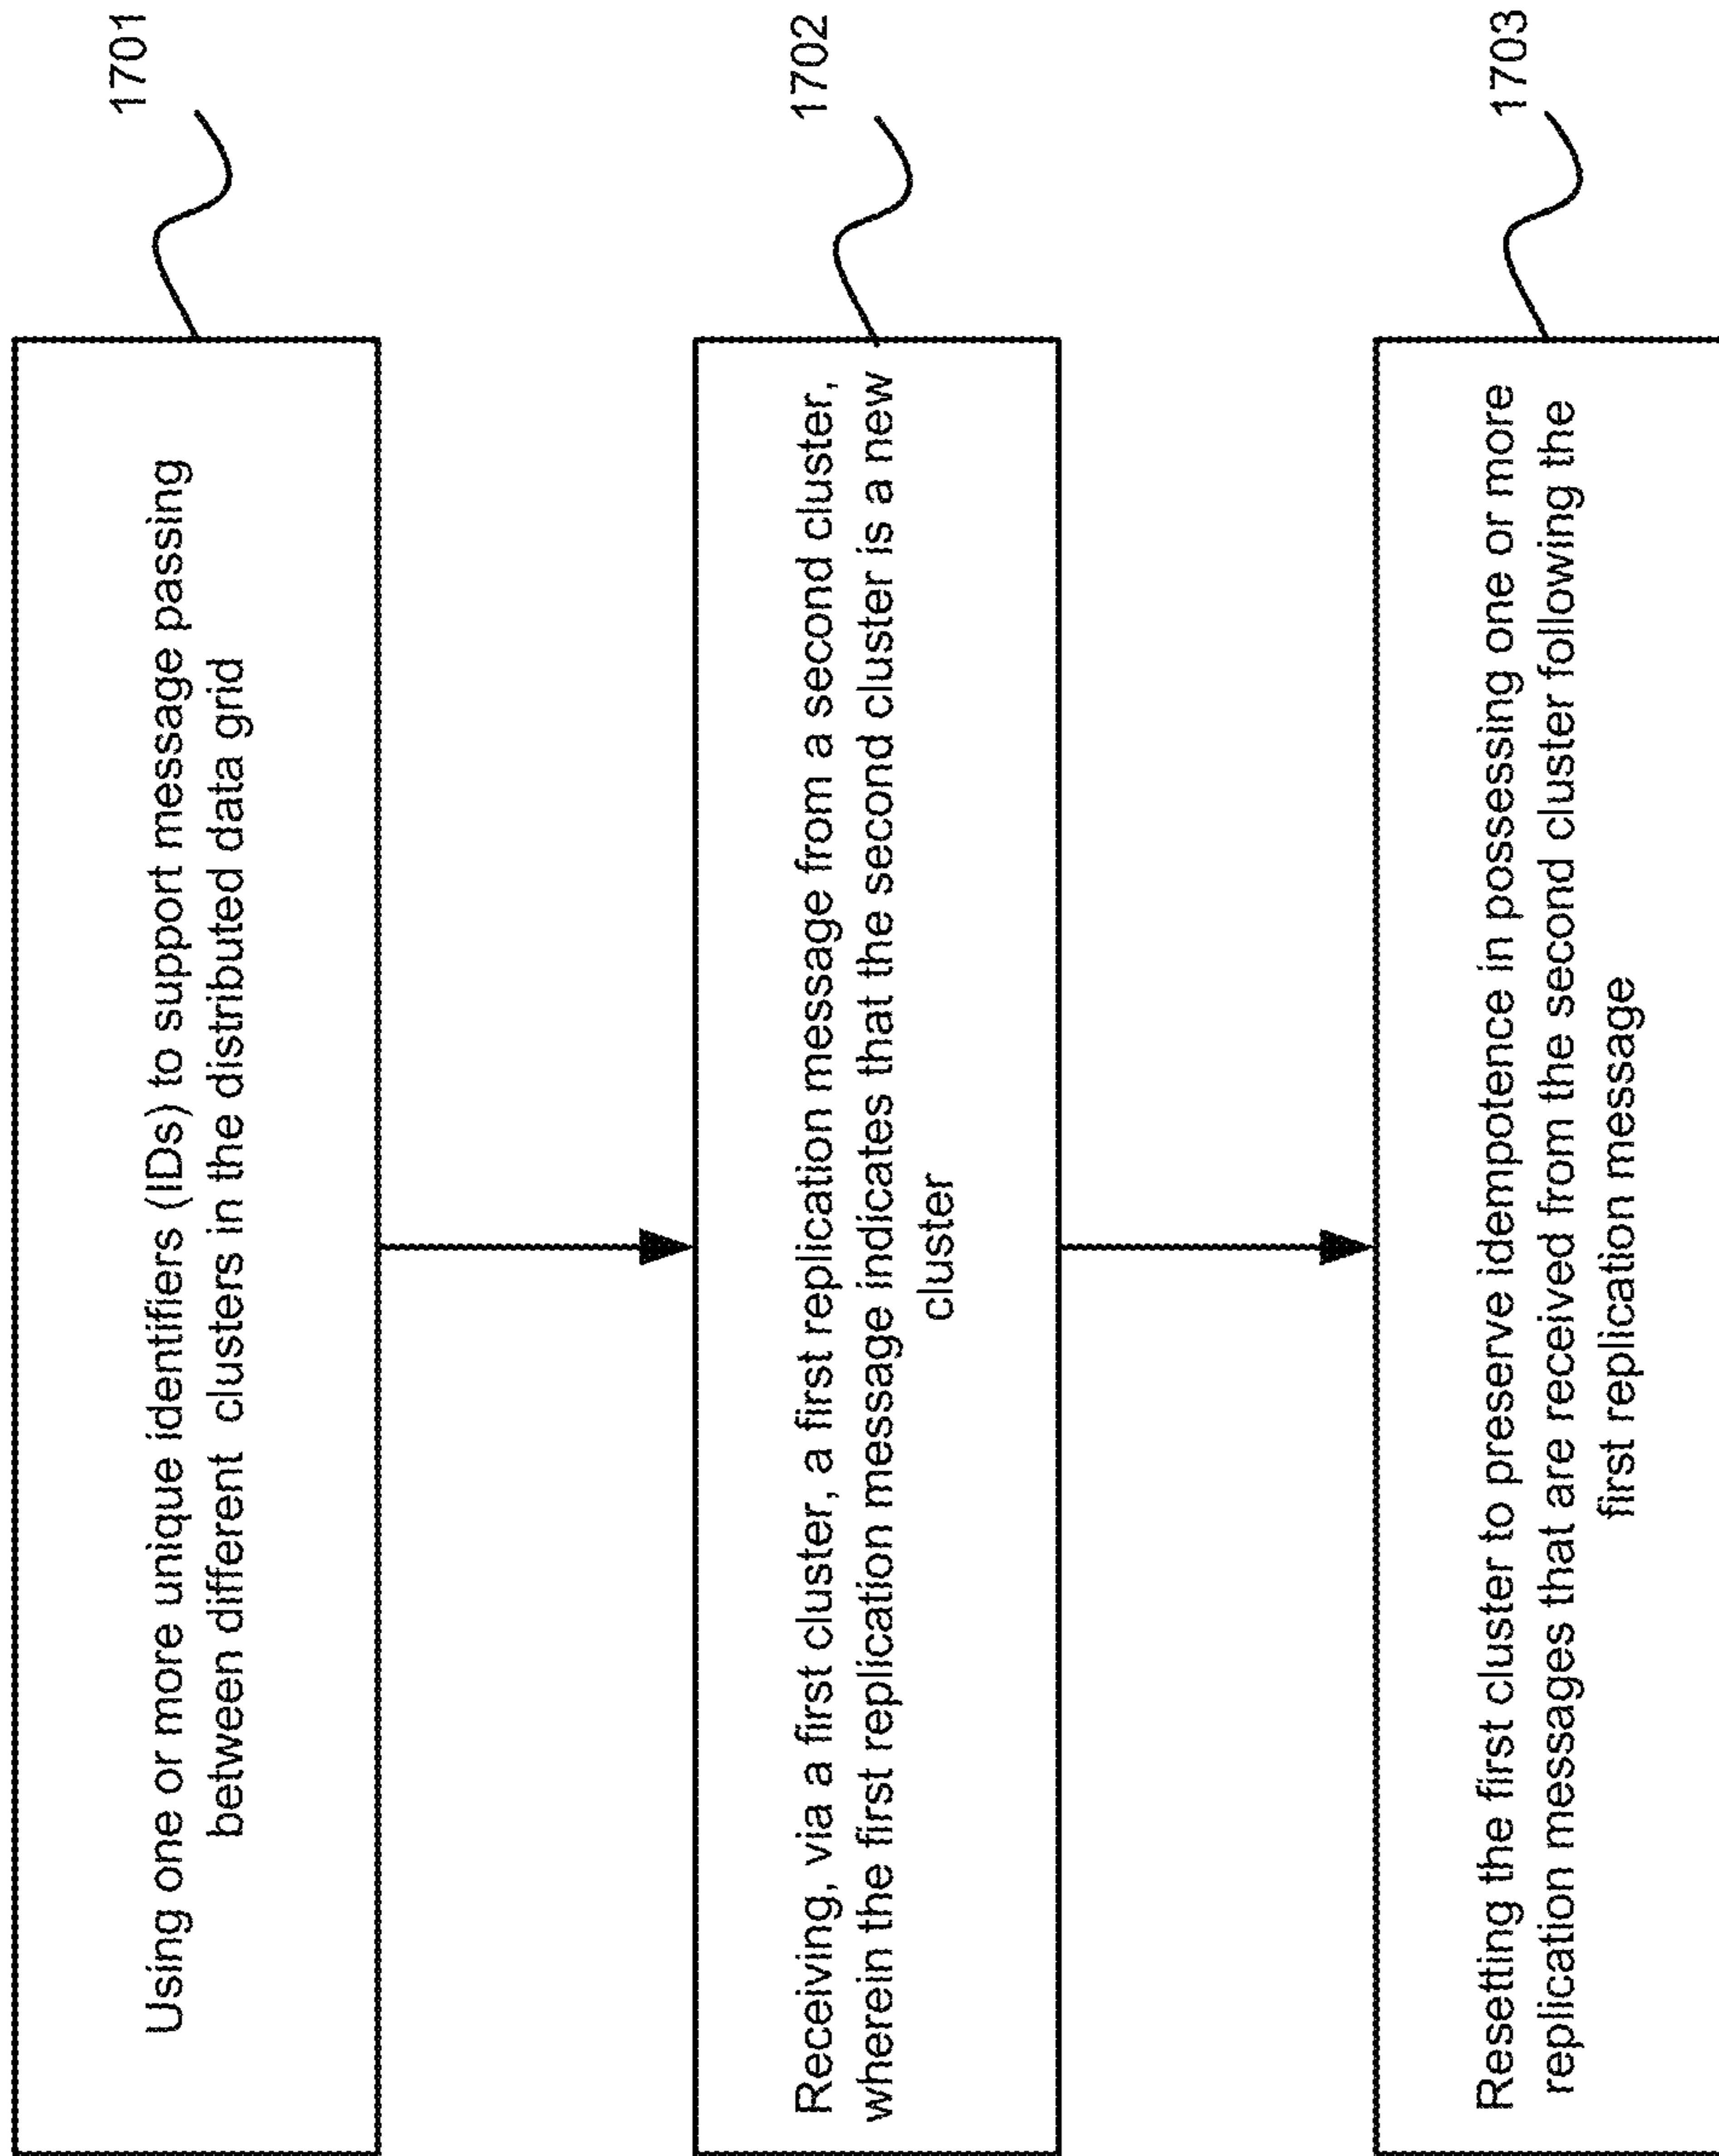 Using one or more unique identifiers (IDs) to support message passing
between different clusters in the distributed data grid
1701
Receiving, via a first cluster, a first replication message from a second cluster,
wherein the first replication message indicates that the second cluster is a new
cluster
1702
Resetting the first cluster to preserve idempotence in possessing one or more
replication messages that are received from the second cluster following the
first replication message
1703